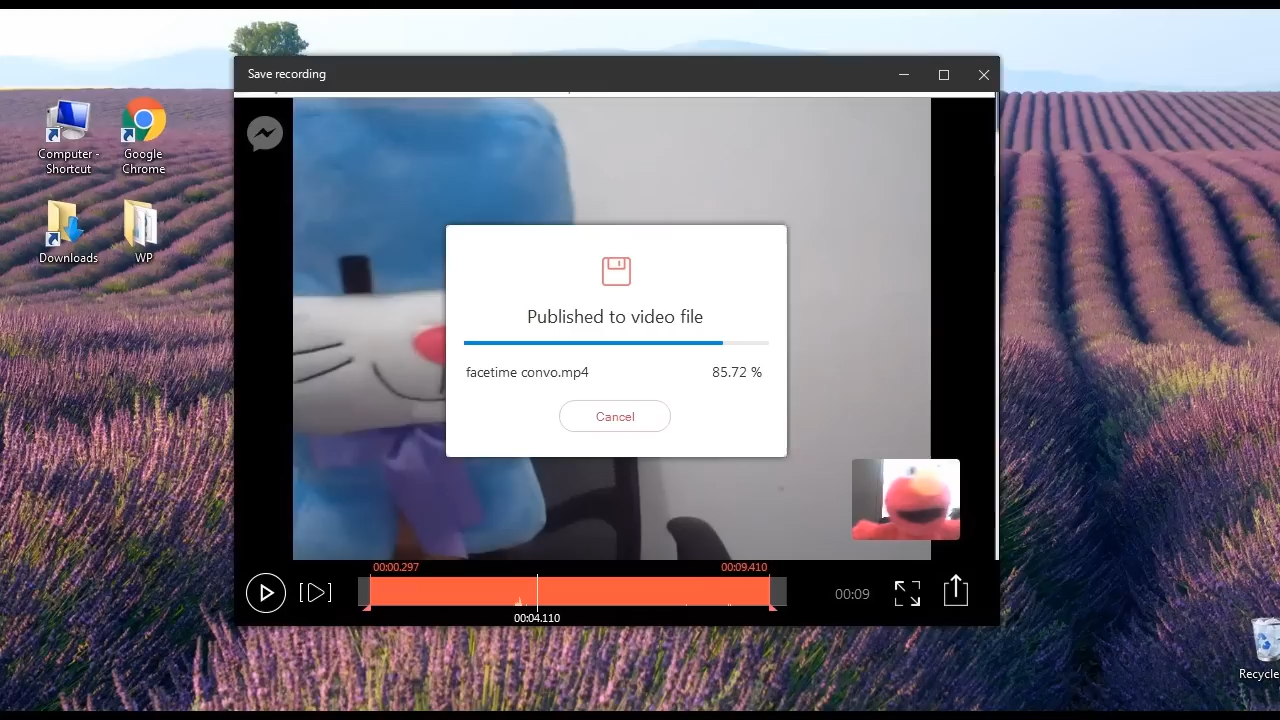 Save recording
Computer -
Shortcut
Google
Chrome
Downloads
WP
Published to video file
facetime convo.mp4
85.72 %
Cancel
00:00.297
00:09.410
00:04.110
00:09
Recycle